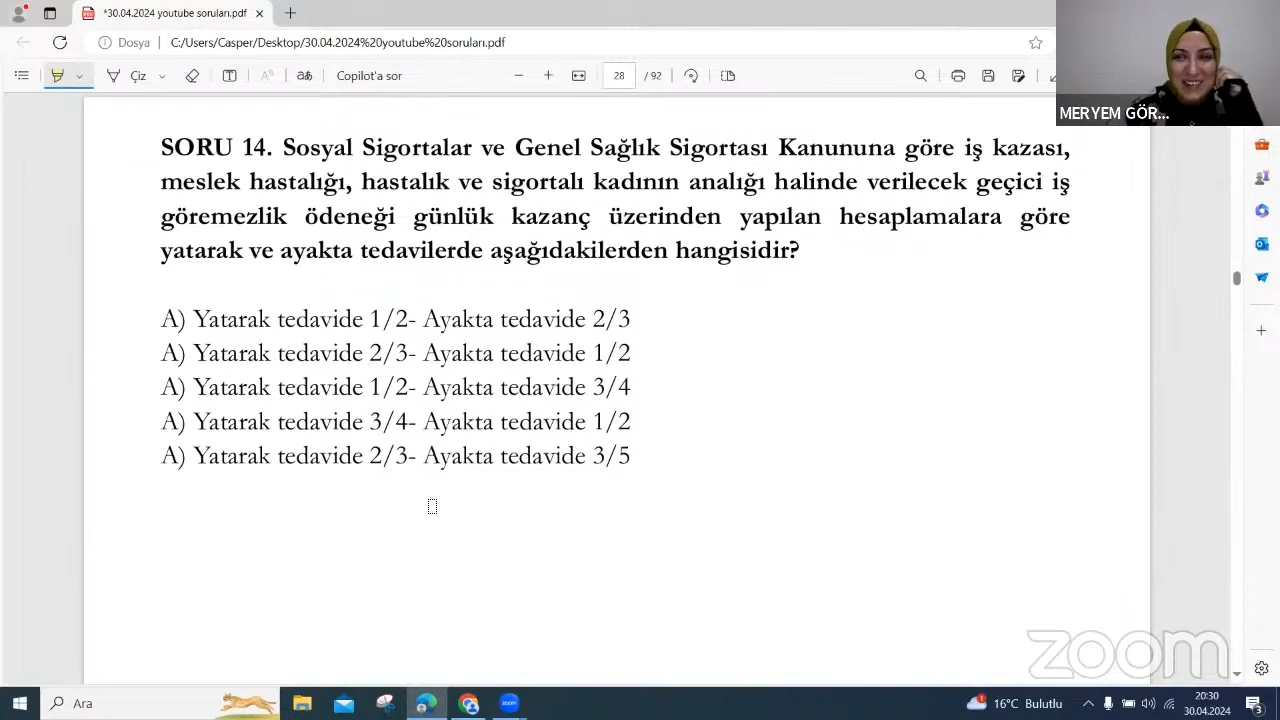 *30.04.2024 youtube soruları.pdf
Dosya
C:/Users/Casper/Desktop/30.04.2024%20youtube%20soruları.pdf
Çiz
Copilot'a sor
28 / 92
MERYEM GÖR...
SORU 14. Sosyal Sigortalar ve Genel Sağlık Sigortası Kanununa göre iş kazası,
meslek hastalığı, hastalık ve sigortalı kadının analığı halinde verilecek geçici iş
göremezlik ödeneği günlük kazanç üzerinden yapılan hesaplamalara göre
yatarak ve ayakta tedavilerde aşağıdakilerden hangisidir?
A) Yatarak tedavide 1/2- Ayakta tedavide 2/3
A) Yatarak tedavide 2/3- Ayakta tedavide 1/2
A) Yatarak tedavide 1/2- Ayakta tedavide 3/4
A) Yatarak tedavide 3/4- Ayakta tedavide 1/2
A) Yatarak tedavide 2/3- Ayakta tedavide 3/5
zoom
Ara
zoom
1
16°C Bulutlu
20:30
30.04.2024
3